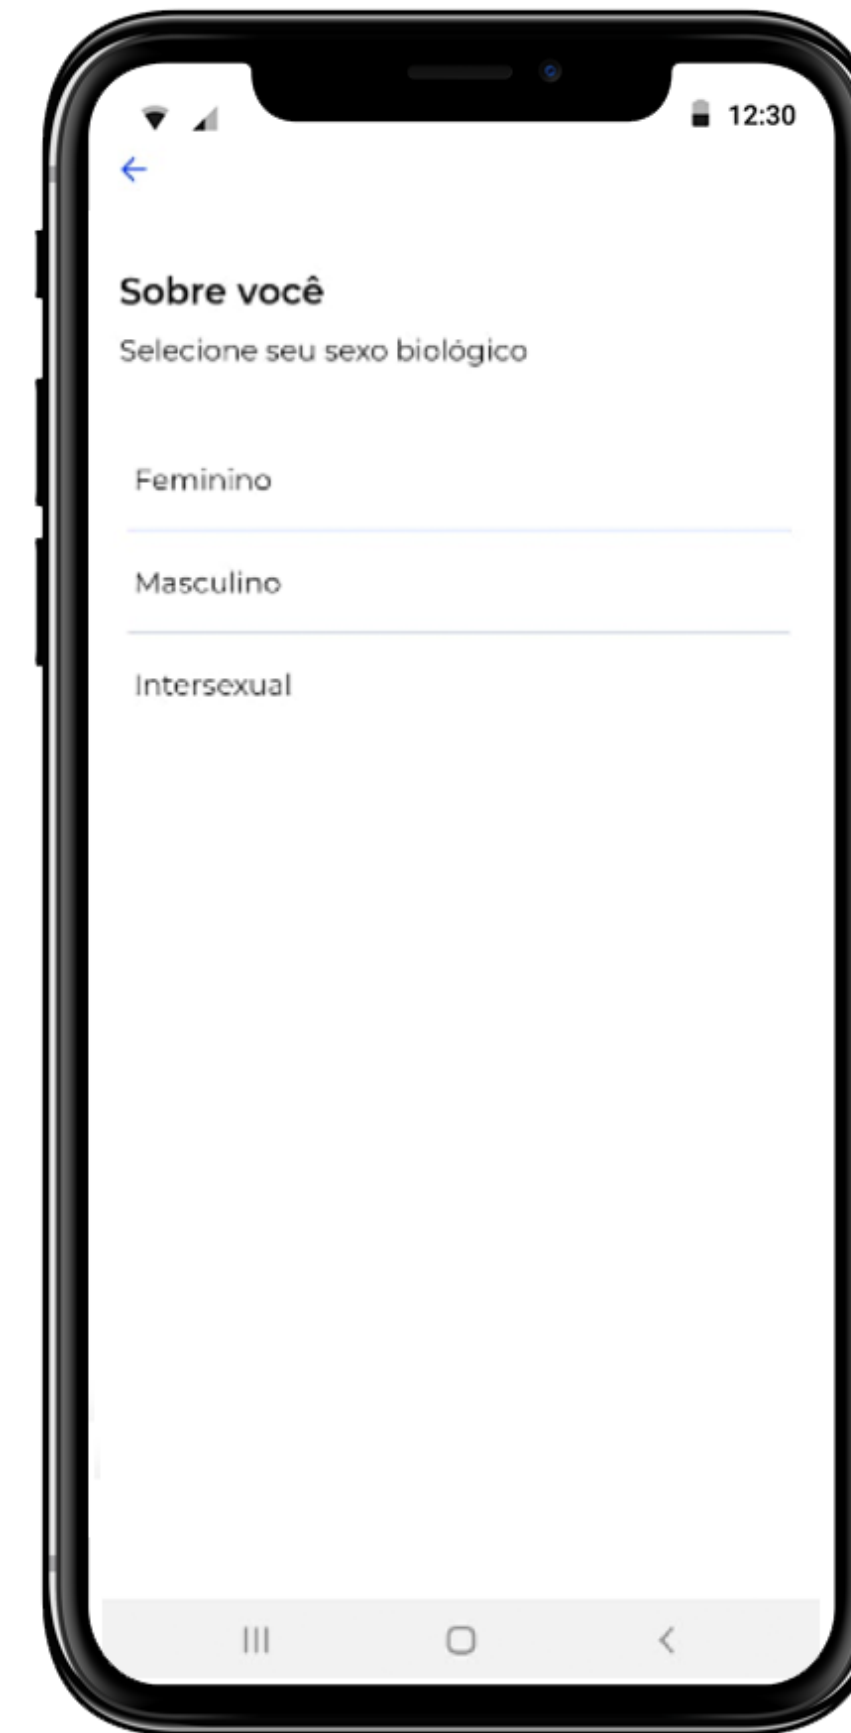 12:30
Sobre você
Selecione seu sexo biológico
Feminino
Masculino
Intersexual